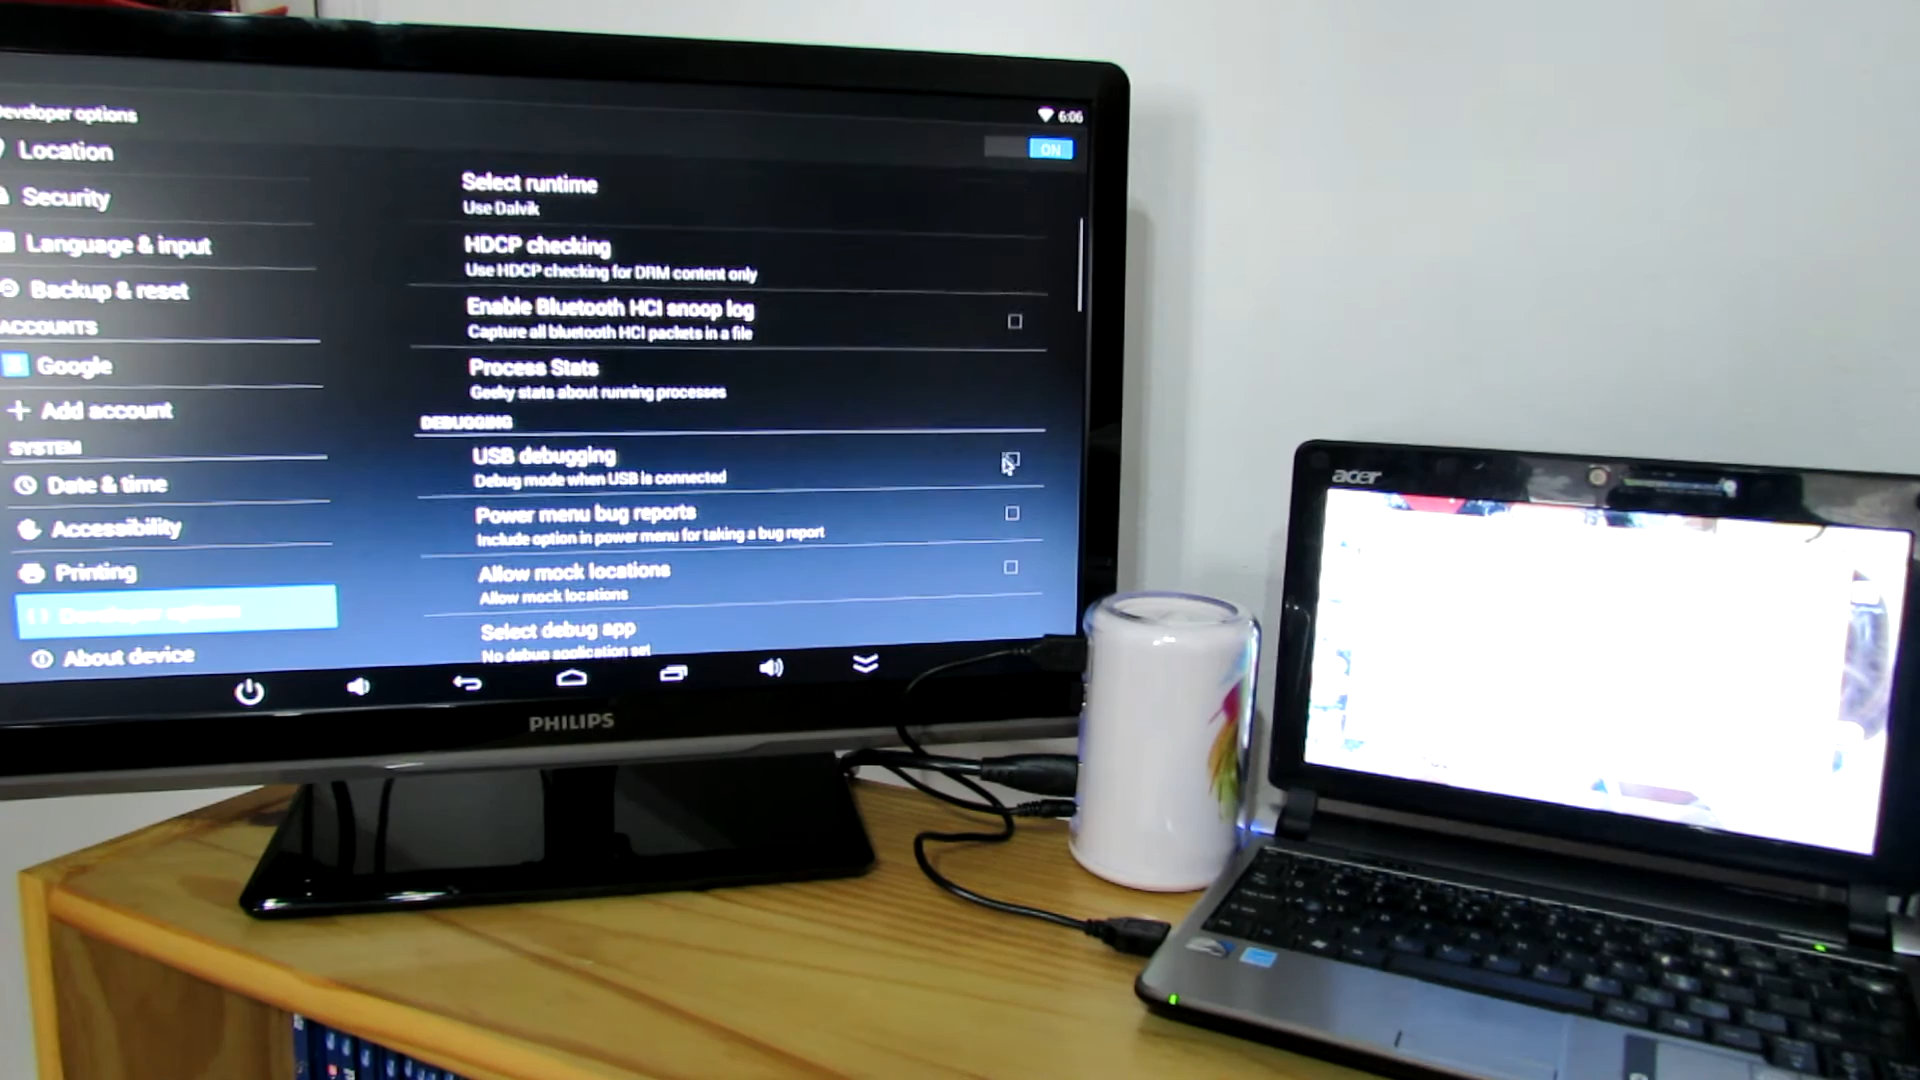 Developer options
6:06
Location
ON
Security
Language & input
Backup & reset
ACCOUNTS
Google
Add account
SYSTEM
Date & time
Accessibility
Printing
Developer options
About device
Select runtime
Use Dalvik
HDCP checking
Use HDCP checking for DRM content only
Enable Bluetooth HCI snoop log
Capture all bluetooth HCI packets in a file
Process Stats
Geeky stats about running processes
DEBUGGING
USB debugging
Debug mode when USB is connected
Power menu bug reports
Include option in power menu for taking a bug report
Allow mock locations
Allow mock locations
Select debug app
No debug application set
PHILIPS
acer